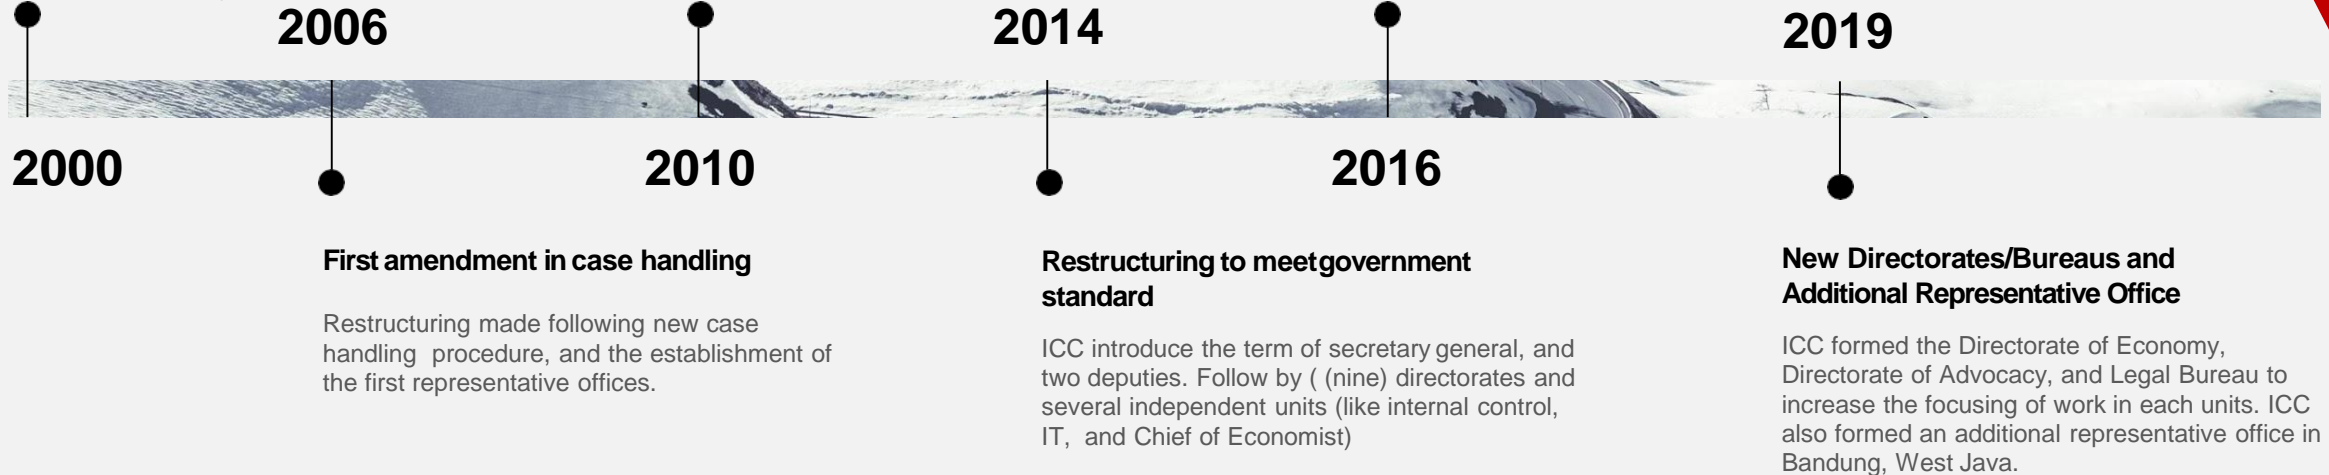 2006
2014
2019
2000
2010
2016
First amendment in case handling
Restructuring made following new case
handling procedure, and the establishment of
the first representative offices.
Restructuring to meetgovernment
standard
ICC introduce the term of secretary general, and
two deputies. Follow by ( (nine) directorates and
several independent units (like internal control,
IT, and Chief of Economist)
New Directorates/Bureaus and
Additional Representative Office
ICC formed the Directorate of Economy,
Directorate of Advocacy, and Legal Bureau to
increase the focusing of work in each units. ICC
also formed an additional representative office in
Bandung, West Java.